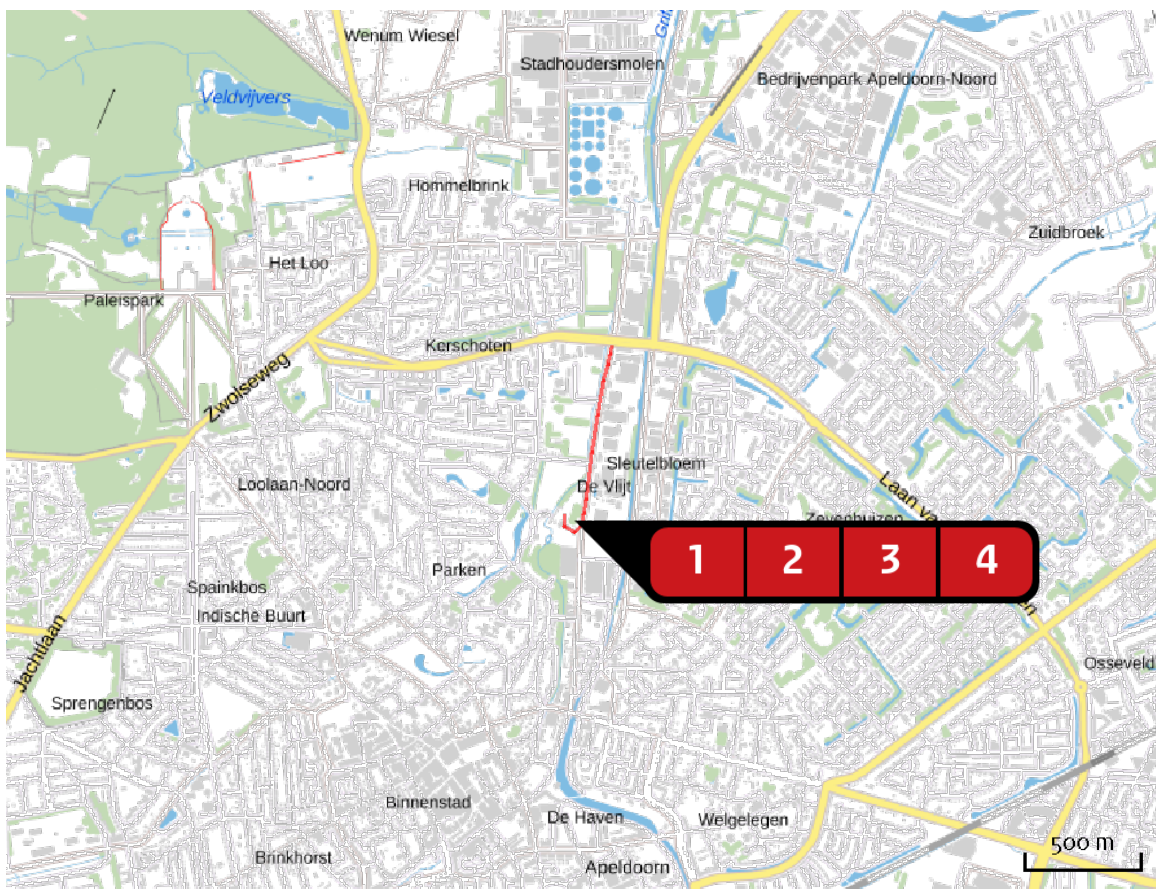 Wenum Wiesel
Stadhoudersmolen
Bedrijvenpark Apeldoorn-Noord
Veldvijvers
Hommelbrink
Zuidbroek
Het Loo
Paleispark
Kerschoten
Zwolseweg
Sleutelbloem
Loolaan-Noord
De Vlijt
Laan va
Zevenhuizen
1 2 3 4
Parken
Spainkbos
Indische Buurt
en
Jachtlaan
Osseveld
Sprengenbos
Binnenstad
De Haven
Welgelegen
500 m
Brinkhorst
Apeldoorn